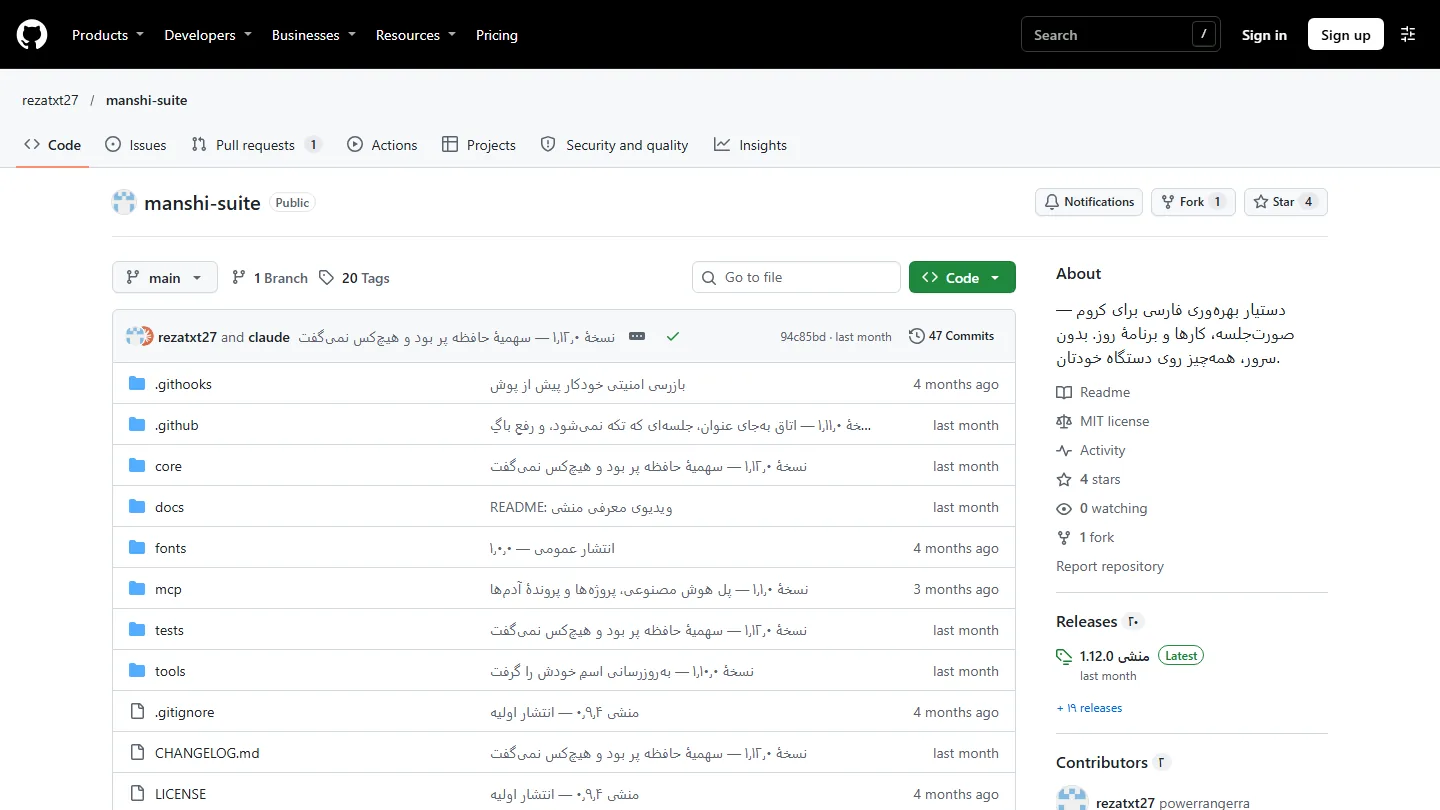 Products
Developers
Businesses
Resources
Pricing
Search
/
Sign in
Sign up
rezatxt27 / manshi-suite
Code
Issues
Pull requests 1
Actions
Projects
Security and quality
Insights
manshi-suite Public
Notifications
Fork 1
Star 4
main
1 Branch
20 Tags
Go to file
Code
rezatxt27 and claude نسخهٔ ۱٫۱۲٫۰ — سهمیهٔ حافظه پر بود و هیچ‌کس نمی‌گفت
94c85bd · last month
47 Commits
.githooks
بازرسی امنیتی خودکار پیش از پوش
4 months ago
.github
…خهٔ ۱٫۱۱٫۰ — اتاق به‌جای عنوان، جلسه‌ای که تکه نمی‌شود، و رفع باگِ
last month
core
نسخهٔ ۱٫۱۲٫۰ — سهمیهٔ حافظه پر بود و هیچ‌کس نمی‌گفت
last month
docs
README: ویدیوی معرفی منشی
last month
fonts
۱٫۰٫۰ — انتشار عمومی
4 months ago
mcp
نسخهٔ ۱٫۱٫۰ — پل هوش مصنوعی، پروژه‌ها و پروندهٔ آدم‌ها
3 months ago
tests
نسخهٔ ۱٫۱۲٫۰ — سهمیهٔ حافظه پر بود و هیچ‌کس نمی‌گفت
last month
tools
نسخهٔ ۱٫۱۰٫۰ — به‌روزرسانی اسمِ خودش را گرفت
last month
.gitignore
منشی ۰٫۹٫۴ — انتشار اولیه
4 months ago
CHANGELOG.md
نسخهٔ ۱٫۱۲٫۰ — سهمیهٔ حافظه پر بود و هیچ‌کس نمی‌گفت
last month
LICENSE
منشی ۰٫۹٫۴ — انتشار اولیه
4 months ago
About
دستیار بهره‌وری فارسی برای کروم —
صورت‌جلسه، کارها و برنامهٔ روز. بدون
سرور، همه‌چیز روی دستگاه خودتان.
Readme
MIT license
Activity
4 stars
0 watching
1 fork
Report repository
Releases ۲۰
منشی 1.12.0 Latest
last month
+ ۱۹ releases
Contributors ۲
rezatxt27 powerrangerra